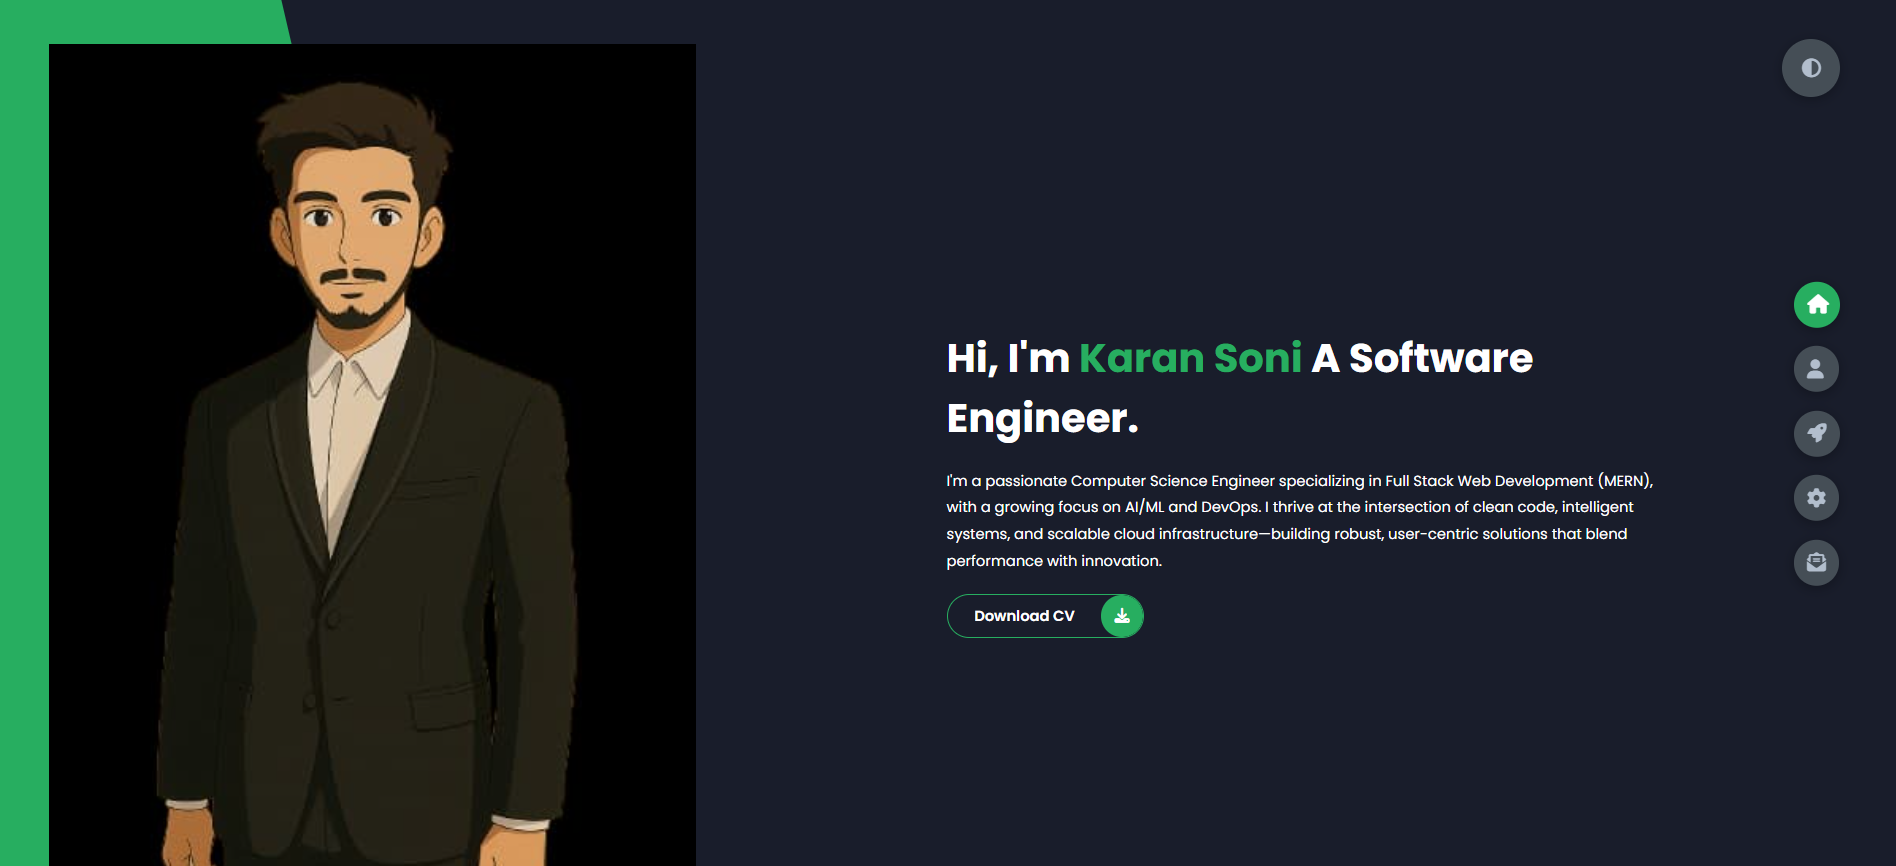 Hi, I'm Karan Soni A Software
Engineer.
I'm a passionate Computer Science Engineer specializing in Full Stack Web Development (MERN),
with a growing focus on AI/ML and DevOps. I thrive at the intersection of clean code, intelligent
systems, and scalable cloud infrastructure—building robust, user-centric solutions that blend
performance with innovation.
Download CV